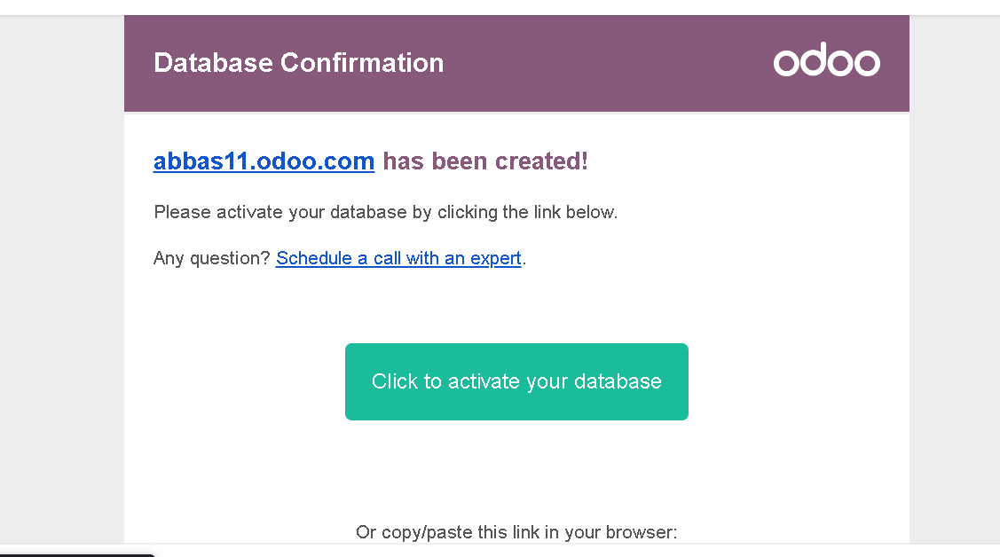 Database Confirmation
odoo
abbas11.odoo.com has been created!
Please activate your database by clicking the link below.
Any question? Schedule a call with an expert.
Click to activate your database
Or copy/paste this link in your browser: